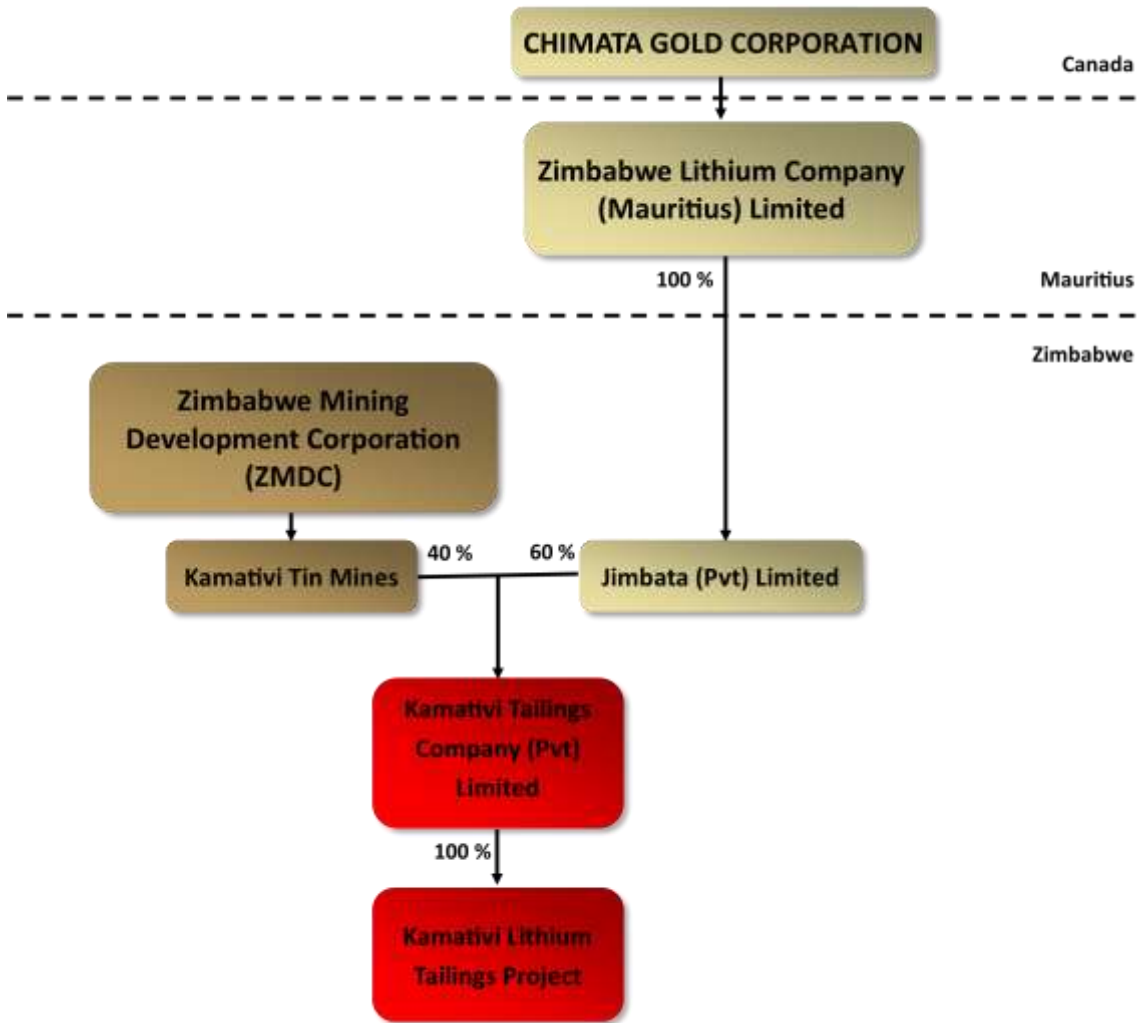 CHIMATA GOLD CORPORATION
Canada
Zimbabwe Lithium Company
(Mauritius) Limited
100 %
Mauritius
Zimbabwe
Zimbabwe Mining
Development Corporation
(ZMDC)
40 %
60 %
Kamativi Tin Mines
Jimbata (Pvt) Limited
Kamativi Tailings
Company (Pvt)
Limited
100 %
Kamativi Lithium
Tailings Project